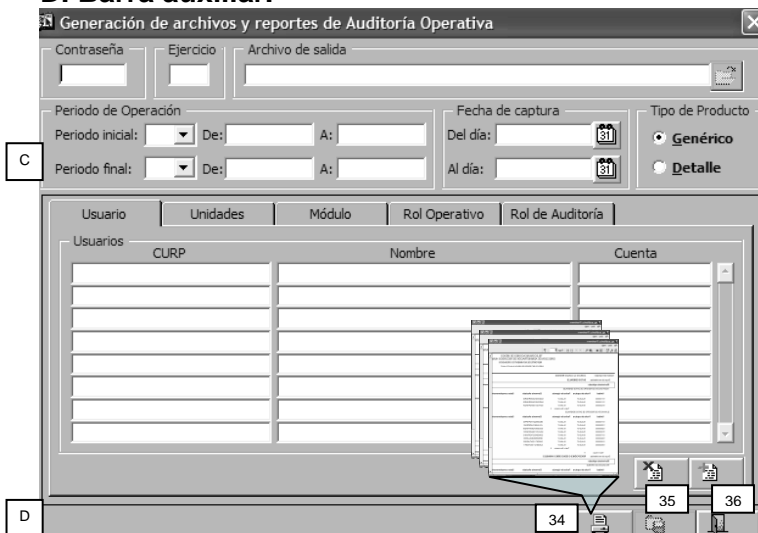 D. Barra auxiliar.
Generación de archivos y reportes de Auditoría Operativa
Contraseña Ejercicio Archivo de salida
Periodo de Operación Fecha de captura Tipo de Producto
Periodo inicial: De: A: Del día: 31 Genérico
C
Periodo final: De: A: Al día: 31 Detalle
Usuario Unidades Módulo Rol Operativo Rol de Auditoría
Usuarios
CURP Nombre Cuenta
35 36
D 34